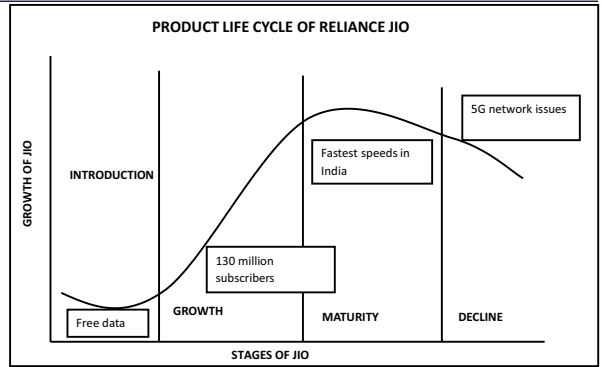 PRODUCT LIFE CYCLE OF RELIANCE JIO
5G network issues
Fastest speeds in
India
INTRODUCTION
GROWTH OF JIO
130 million
subscribers
GROWTH
Free data
MATURITY
DECLINE
STAGES OF JIO